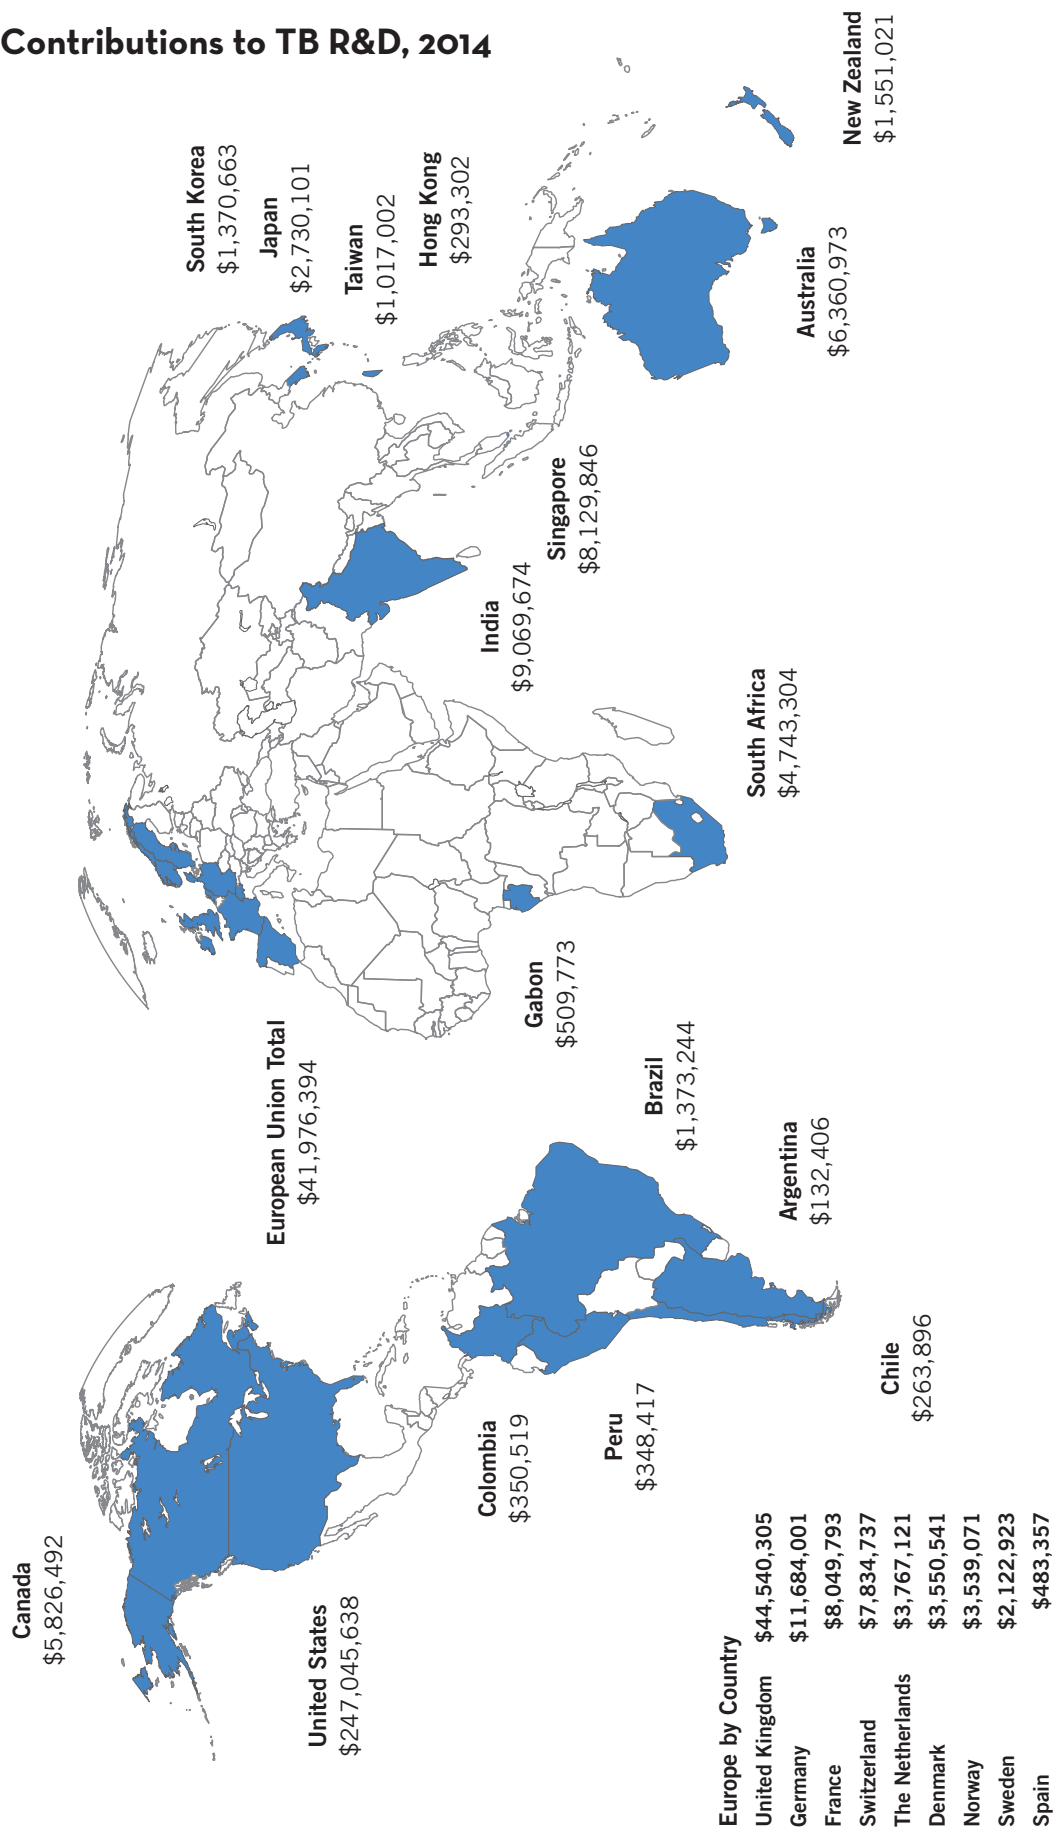 Contributions to TB R&D, 2014
Canada
$5,826,492
United States
$247,045,638
European Union Total
$41,976,394
South Korea
$1,370,663
Japan
$2,730,101
Taiwan
$1,017,002
Hong Kong
$293,302
India
$9,069,674
Singapore
$8,129,846
Colombia
$350,519
Peru
$348,417
Gabon
$509,773
Brazil
$1,373,244
Argentina
$132,406
Chile
$263,896
South Africa
$4,743,304
Australia
$6,360,973
New Zealand
$1,551,021
Europe by Country
United Kingdom $44,540,305
Germany $11,684,001
France $8,049,793
Switzerland $7,834,737
The Netherlands $3,767,121
Denmark $3,550,541
Norway $3,539,071
Sweden $2,122,923
Spain $483,357